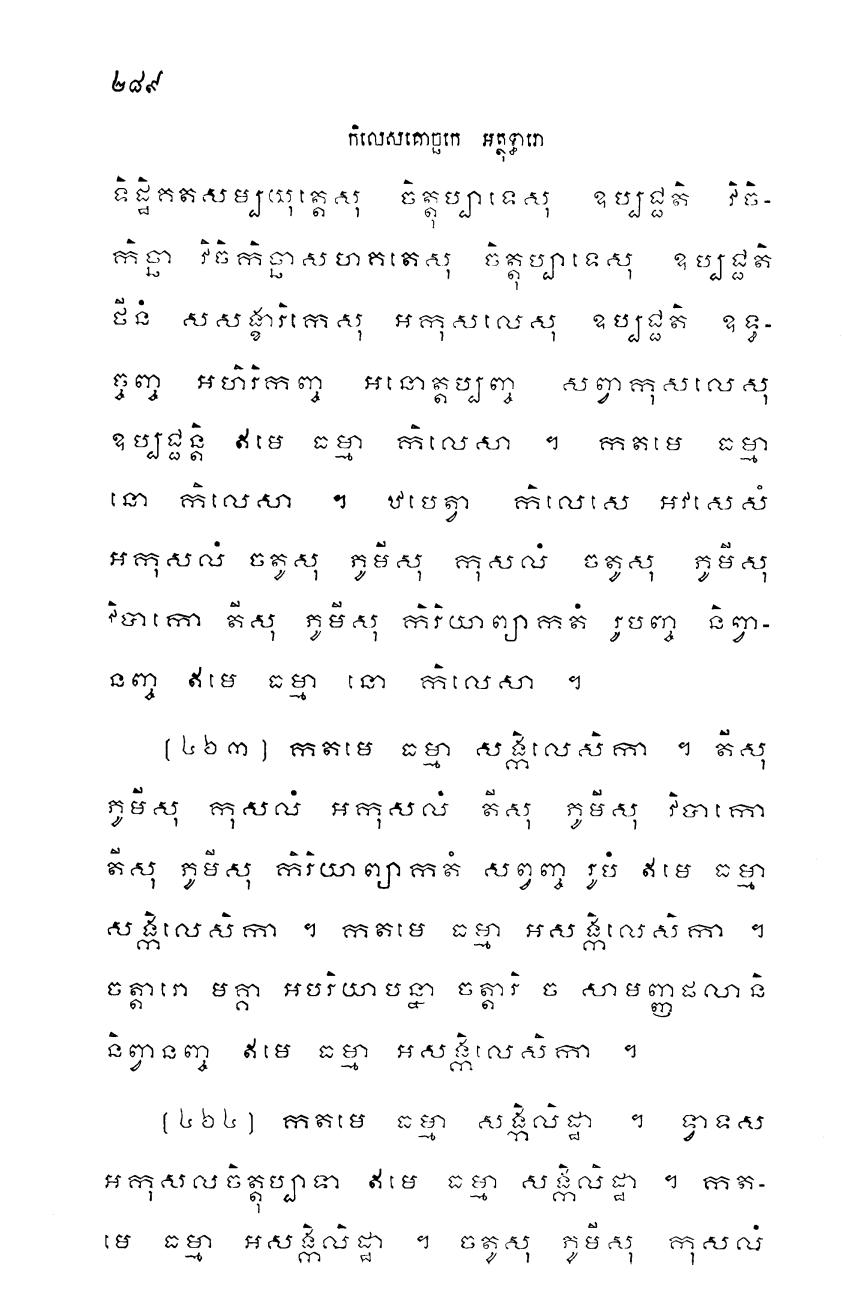 ២៨៩
កិលេសគោច្ឆកេ អត្ថុទ្ធារោ
ទិដ្ឋិគតសម្បយុត្តេសុ ចិត្តុប្បាទេសុ ឧប្បជ្ជតិ វិចិ-
កិច្ឆា វិចិកិច្ឆាសហគតេសុ ចិត្តុប្បាទេសុ ឧប្បជ្ជតិ
ថីនំ សសង្ខារិកេសុ អកុសលេសុ ឧប្បជ្ជតិ ឧទ្ធ-
ច្ចញ្ច អហិរិកញ្ច អនោត្តប្បញ្ច សព្វាកុសលេសុ
ឧប្បជ្ជន្តិ ឥមេ ធម្មា កិលេសា ។ កតមេ ធម្មា
នោ កិលេសា ។ ឋបេត្វា កិលេសេ អវសេសំ
អកុសលំ ចតូសុ ភូមីសុ កុសលំ ចតូសុ ភូមីសុ
វិបាកោ តីសុ ភូមីសុ កិរិយាព្យាកតំ រូបញ្ច និព្វា-
នញ្ច ឥមេ ធម្មា នោ កិលេសា ។
[៤៦៣] កតមេ ធម្មា សង្កិលេសិកា ។ តីសុ
ភូមីសុ កុសលំ អកុសលំ តីសុ ភូមីសុ វិបាកោ
តីសុ ភូមីសុ កិរិយាព្យាកតំ សព្វញ្ច រូបំ ឥមេ ធម្មា
សង្កិលេសិកា ។ កតមេ ធម្មា អសង្កិលេសិកា ។
ចត្តារោ មគ្គា អបរិយាបន្នា ចត្តារិ ច សាមញ្ញផលានិ
និព្វានញ្ច ឥមេ ធម្មា អសង្កិលេសិកា ។
[៤៦៤] កតមេ ធម្មា សង្កិលិដ្ឋា ។ ទ្វាទស
អកុសលចិត្តុប្បាទា ឥមេ ធម្មា សង្កិលិដ្ឋា ។ កត-
មេ ធម្មា អសង្កិលិដ្ឋា ។ ចតូសុ ភូមីសុ កុសលំ